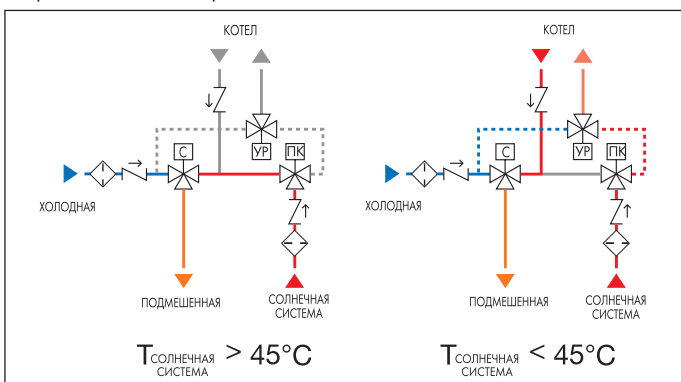 КОТЕЛ
С
УР
ПК
ХОЛОДНАЯ
ПОДМЕШЕННАЯ
СОЛНЕЧНАЯ
СИСТЕМА
TСОЛНЕЧНАЯ СИСТЕМА > 45°C
КОТЕЛ
С
УР
ПК
ХОЛОДНАЯ
ПОДМЕШЕННАЯ
СОЛНЕЧНАЯ
СИСТЕМА
TСОЛНЕЧНАЯ СИСТЕМА < 45°C